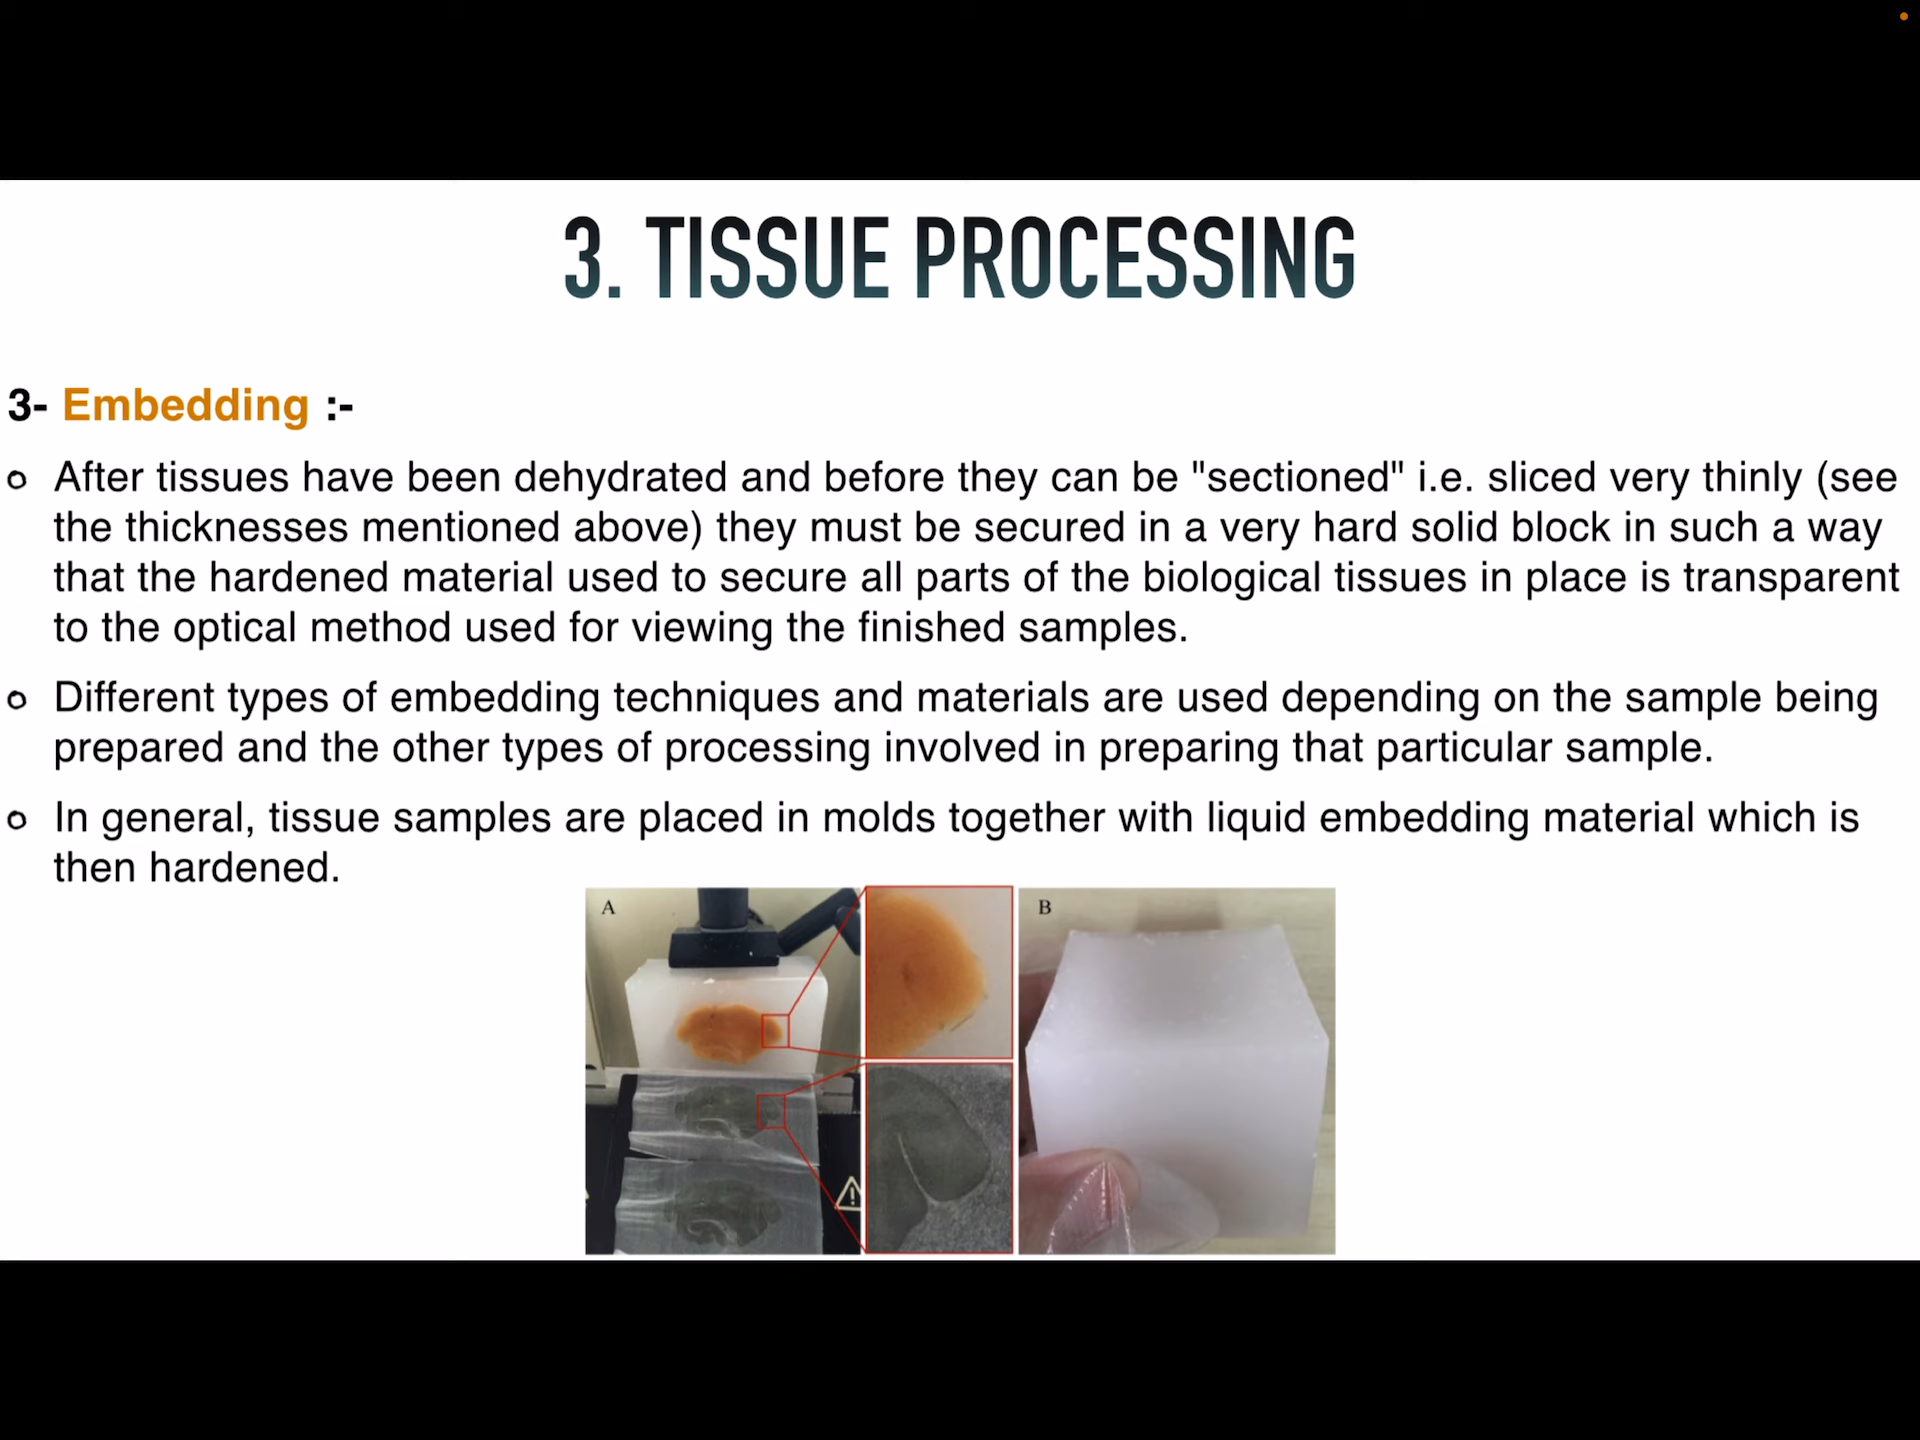 3. TISSUE PROCESSING
3- Embedding :-
o After tissues have been dehydrated and before they can be "sectioned" i.e. sliced very thinly (see
the thicknesses mentioned above) they must be secured in a very hard solid block in such a way
that the hardened material used to secure all parts of the biological tissues in place is transparent
to the optical method used for viewing the finished samples.
o Different types of embedding techniques and materials are used depending on the sample being
prepared and the other types of processing involved in preparing that particular sample.
o In general, tissue samples are placed in molds together with liquid embedding material which is
then hardened.
A
B